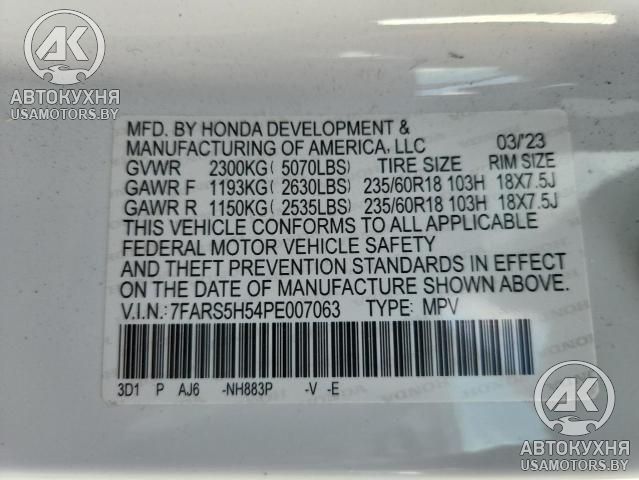 АК
АВТОКУХНЯ
USAMOTORS.BY
MFD. BY HONDA DEVELOPMENT &
MANUFACTURING OF AMERICA, LLC 03/'23
GVWR 2300KG( 5070LBS) TIRE SIZE RIM SIZE
GAWR F 1193KG( 2630LBS) 235/60R18 103H 18X7.5J
GAWR R 1150KG( 2535LBS) 235/60R18 103H 18X7.5J
THIS VEHICLE CONFORMS TO ALL APPLICABLE
FEDERAL MOTOR VEHICLE SAFETY
AND THEFT PREVENTION STANDARDS IN EFFECT
ON THE DATE OF MANUFACTURE SHOWN ABOVE.
V.I.N.: 7FARS5H54PE007063 TYPE: MPV
3D1 P AJ6 -NH883P -V -E
АК
АВТОКУХНЯ
USAMOTORS.BY